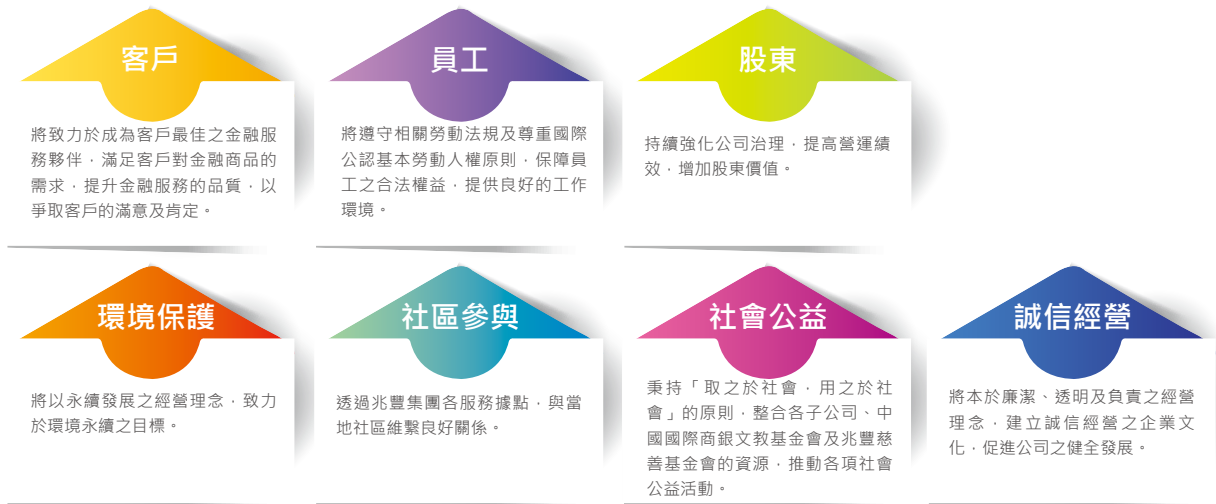 客戶
將致力於成為客戶最佳之金融服
務夥伴，滿足客戶對金融商品的
需求，提升金融服務的品質，以
爭取客戶的滿意及肯定。
員工
將遵守相關勞動法規及尊重國際
公認基本勞動人權原則，保障員
工之合法權益，提供良好的工作
環境。
股東
持續強化公司治理，提高營運績
效，增加股東價值。
環境保護
將以永續發展之經營理念，致力
於環境永續之目標。
社區參與
透過兆豐集團各服務據點，與當
地社區維繫良好關係。
社會公益
秉持「取之於社會，用之於社
會」的原則，整合各子公司、中
國國際商銀文教基金會及兆豐慈
善基金會的資源，推動各項社會
公益活動。
誠信經營
將本於廉潔、透明及負責之經營
理念，建立誠信經營之企業文
化，促進公司之健全發展。